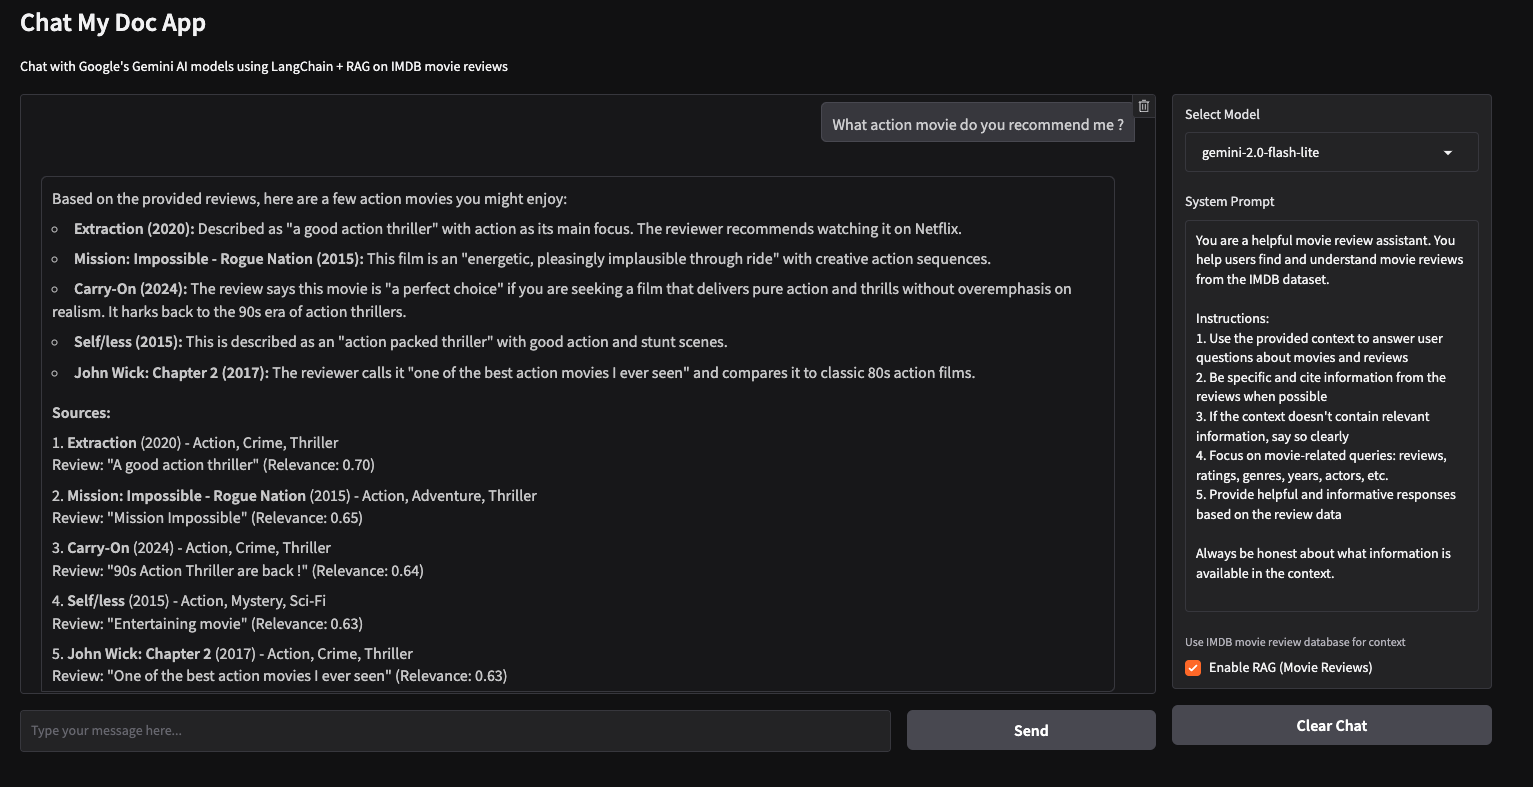 Chat My Doc App
Chat with Google's Gemini AI models using LangChain + RAG on IMDB movie reviews
What action movie do you recommend me ?
Based on the provided reviews, here are a few action movies you might enjoy:
Extraction (2020): Described as "a good action thriller" with action as its main focus. The reviewer recommends watching it on Netflix.
Mission: Impossible - Rogue Nation (2015): This film is an "energetic, pleasingly implausible through ride" with creative action sequences.
Carry-On (2024): The review says this movie is "a perfect choice" if you are seeking a film that delivers pure action and thrills without overemphasis on
realism. It harks back to the 90s era of action thrillers.
Self/less (2015): This is described as an "action packed thriller" with good action and stunt scenes.
John Wick: Chapter 2 (2017): The reviewer calls it "one of the best action movies I ever seen" and compares it to classic 80s action films.
Sources:
1. Extraction (2020) - Action, Crime, Thriller
Review: "A good action thriller" (Relevance: 0.70)
2. Mission: Impossible - Rogue Nation (2015) - Action, Adventure, Thriller
Review: "Mission Impossible" (Relevance: 0.65)
3. Carry-On (2024) - Action, Crime, Thriller
Review: "90s Action Thriller are back !" (Relevance: 0.64)
4. Self/less (2015) - Action, Mystery, Sci-Fi
Review: "Entertaining movie" (Relevance: 0.63)
5. John Wick: Chapter 2 (2017) - Action, Crime, Thriller
Review: "One of the best action movies I ever seen" (Relevance: 0.63)
Type your message here...
Send
Select Model
gemini-2.0-flash-lite
System Prompt
You are a helpful movie review assistant. You
help users find and understand movie reviews
from the IMDB dataset.
Instructions:
1. Use the provided context to answer user
questions about movies and reviews
2. Be specific and cite information from the
reviews when possible
3. If the context doesn't contain relevant
information, say so clearly
4. Focus on movie-related queries: reviews,
ratings, genres, years, actors, etc.
5. Provide helpful and informative responses
based on the review data
Always be honest about what information is
available in the context.
Use IMDB movie review database for context
Enable RAG (Movie Reviews)
Clear Chat